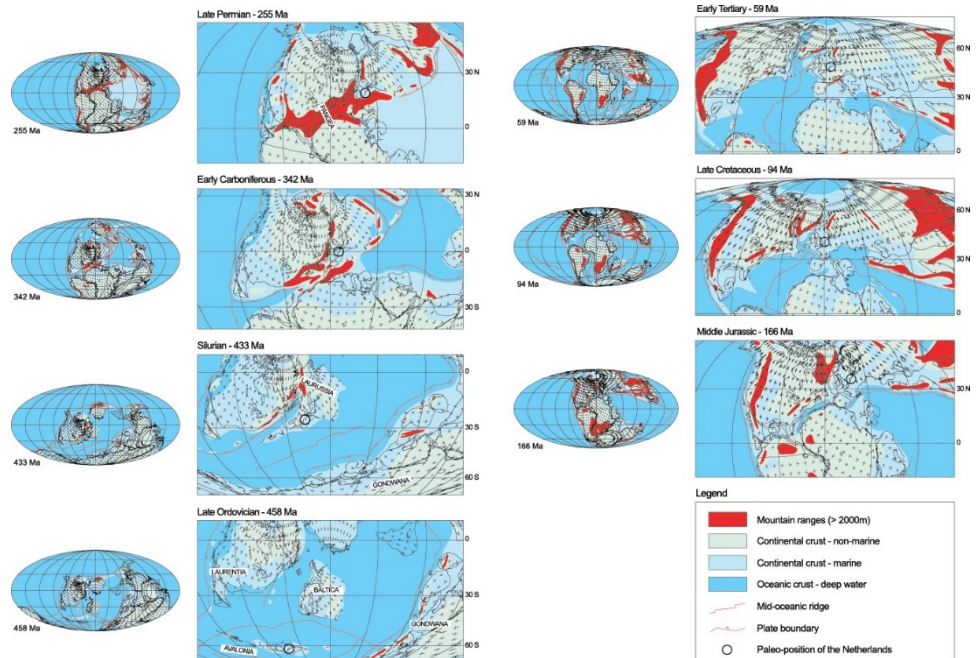 Late Permian - 255 Ma
30 N
0
PANGEA
255 Ma
Early Carboniferous - 342 Ma
30 N
0
30 S
342 Ma
Silurian - 433 Ma
0
30 S
60 S
LAURUSSIA
GONDWANA
433 Ma
Late Ordovician - 458 Ma
0
30 S
60 S
LAURENTIA
BALTICA
GONDWANA
AVALONIA
458 Ma
Early Tertiary - 59 Ma
60 N
30 N
0
59 Ma
Late Cretaceous - 94 Ma
60 N
30 N
0
94 Ma
Middle Jurassic - 166 Ma
30 N
0
166 Ma
Legend
Mountain ranges (> 2000m)
Continental crust - non-marine
Continental crust - marine
Oceanic crust - deep water
Mid-oceanic ridge
Plate boundary
Paleo-position of the Netherlands